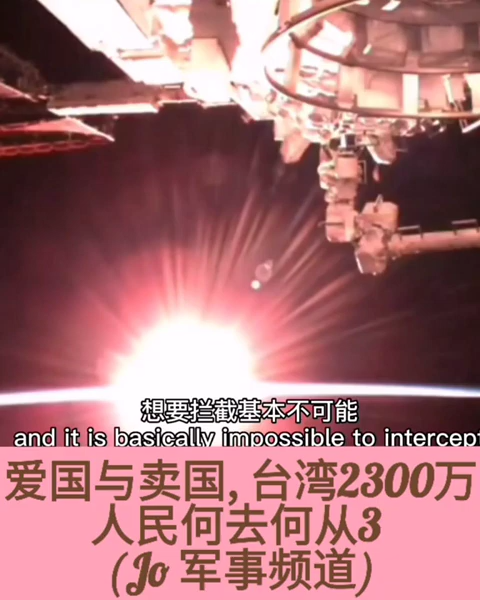 想要拦截基本不可能
and it is basically impossible to intercept
爱国与卖国,台湾2300万
人民何去何从3
(Jo 军事频道)